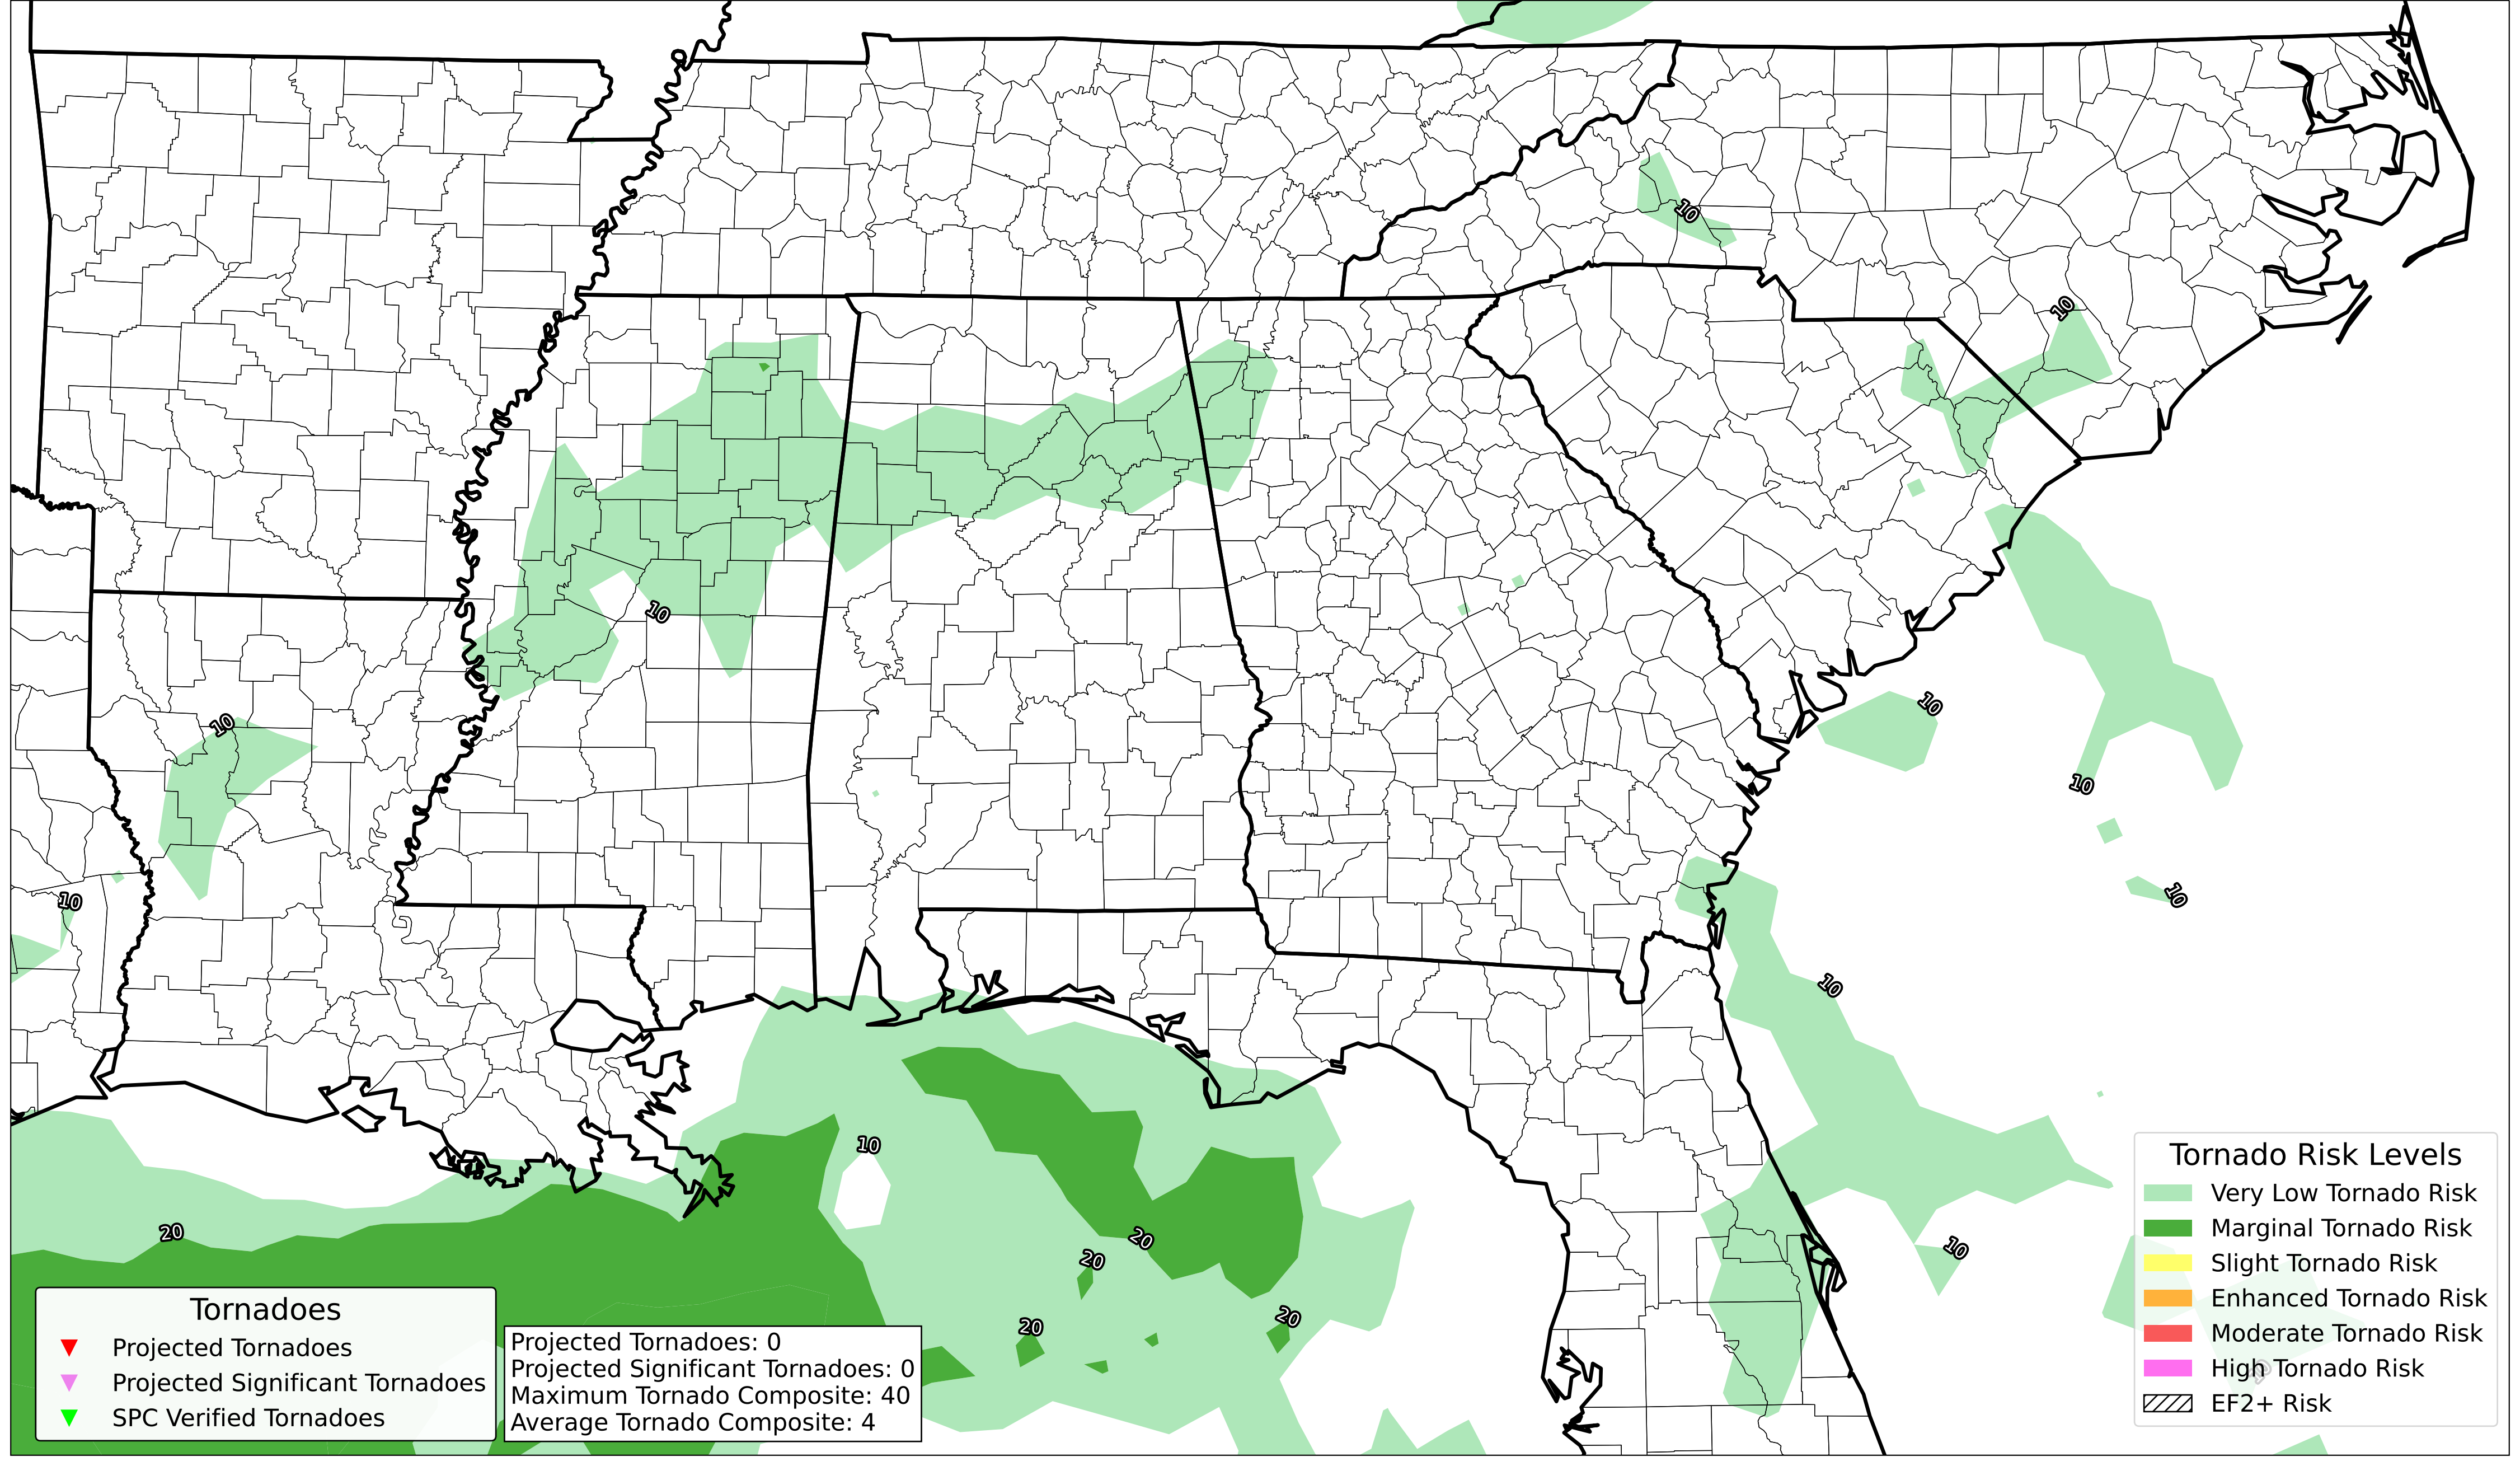 10
10
10
10
10
10
10
10
10
10
10
20
20
20
10
20
20
Tornado Risk Levels
Very Low Tornado Risk
Marginal Tornado Risk
Slight Tornado Risk
Enhanced Tornado Risk
Moderate Tornado Risk
High Tornado Risk
EF2+ Risk
Tornadoes
Projected Tornadoes
Projected Significant Tornadoes
SPC Verified Tornadoes
Projected Tornadoes: 0
Projected Significant Tornadoes: 0
Maximum Tornado Composite: 40
Average Tornado Composite: 4